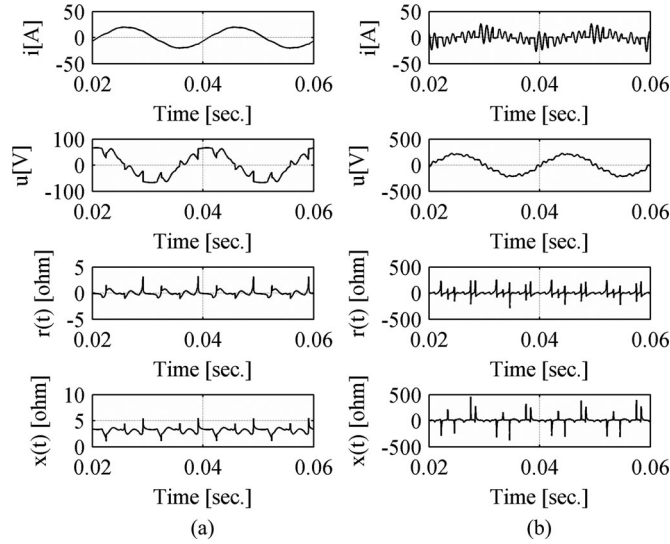 i[A]
50
0
-50
0.02
0.04
0.06
Time [sec.]
u[V]
100
0
-100
0.02
0.04
0.06
Time [sec.]
r(t) [ohm]
5
0
-5
0.02
0.04
0.06
Time [sec.]
x(t) [ohm]
10
5
0
0.02
0.04
0.06
Time [sec.]
(a)
i[A]
50
0
-50
0.02
0.04
0.06
Time [sec.]
u[V]
500
0
-500
0.02
0.04
0.06
Time [sec.]
r(t) [ohm]
500
0
-500
0.02
0.04
0.06
Time [sec.]
x(t) [ohm]
500
0
-500
0.02
0.04
0.06
Time [sec.]
(b)